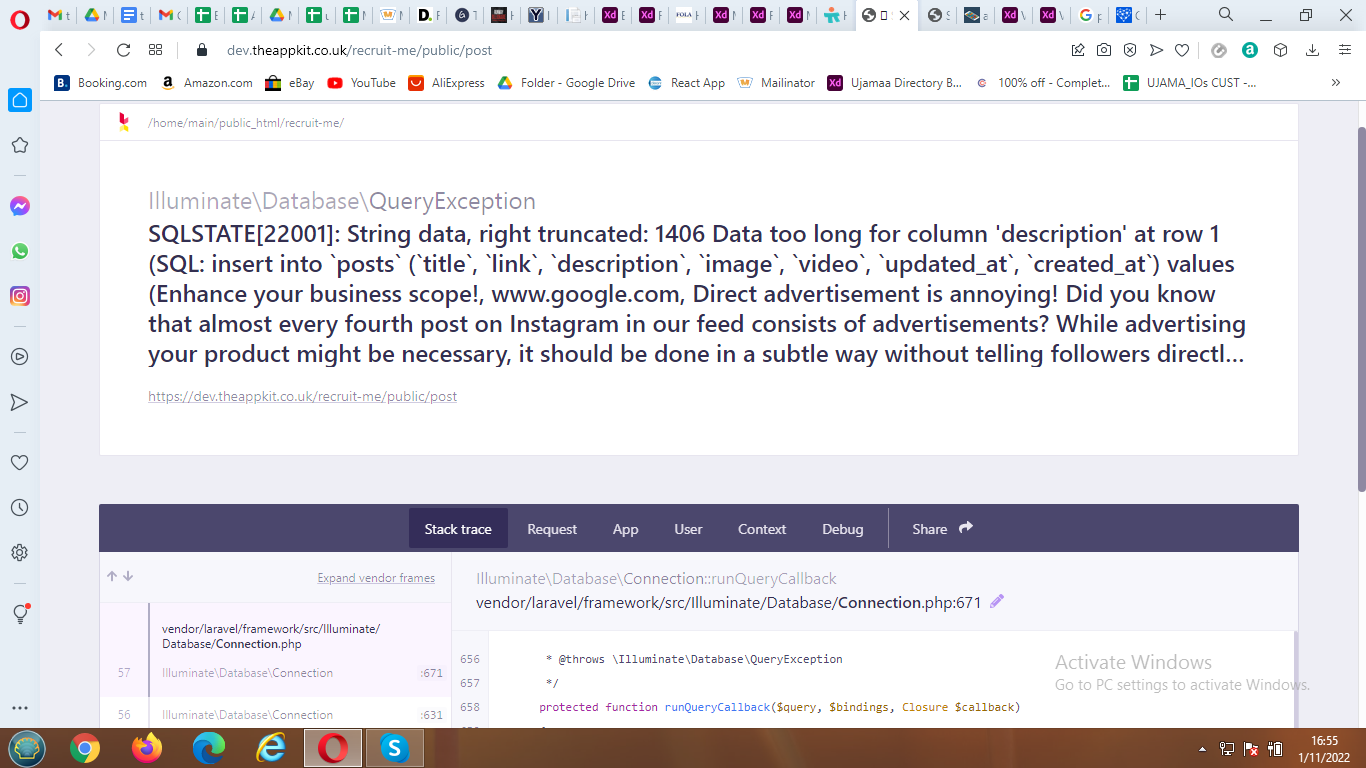 dev.theappkit.co.uk/recruit-me/public/post
Booking.com Amazon.com eBay YouTube AliExpress Folder - Google Drive React App Mailinator Ujamaa Directory B... 100% off - Complet... UJAMA_IOs CUST -...
/home/main/public_html/recruit-me/
Illuminate\Database\QueryException
SQLSTATE[22001]: String data, right truncated: 1406 Data too long for column 'description' at row 1
(SQL: insert into `posts` (`title`, `link`, `description`, `image`, `video`, `updated_at`, `created_at`) values
(Enhance your business scope!, www.google.com, Direct advertisement is annoying! Did you know
that almost every fourth post on Instagram in our feed consists of advertisements? While advertising
your product might be necessary, it should be done in a subtle way without telling followers directl...
https://dev.theappkit.co.uk/recruit-me/public/post
Stack trace Request App User Context Debug Share
Expand vendor frames
vendor/laravel/framework/src/Illuminate/
Database/Connection.php
57 Illuminate\Database\Connection :671
56 Illuminate\Database\Connection :631
Illuminate\Database\Connection::runQueryCallback
vendor/laravel/framework/src/Illuminate/Database/Connection.php:671
656 * @throws \Illuminate\Database\QueryException
657 */
658 protected function runQueryCallback($query, $bindings, Closure $callback)
Activate Windows
Go to PC settings to activate Windows.
16:55
1/11/2022